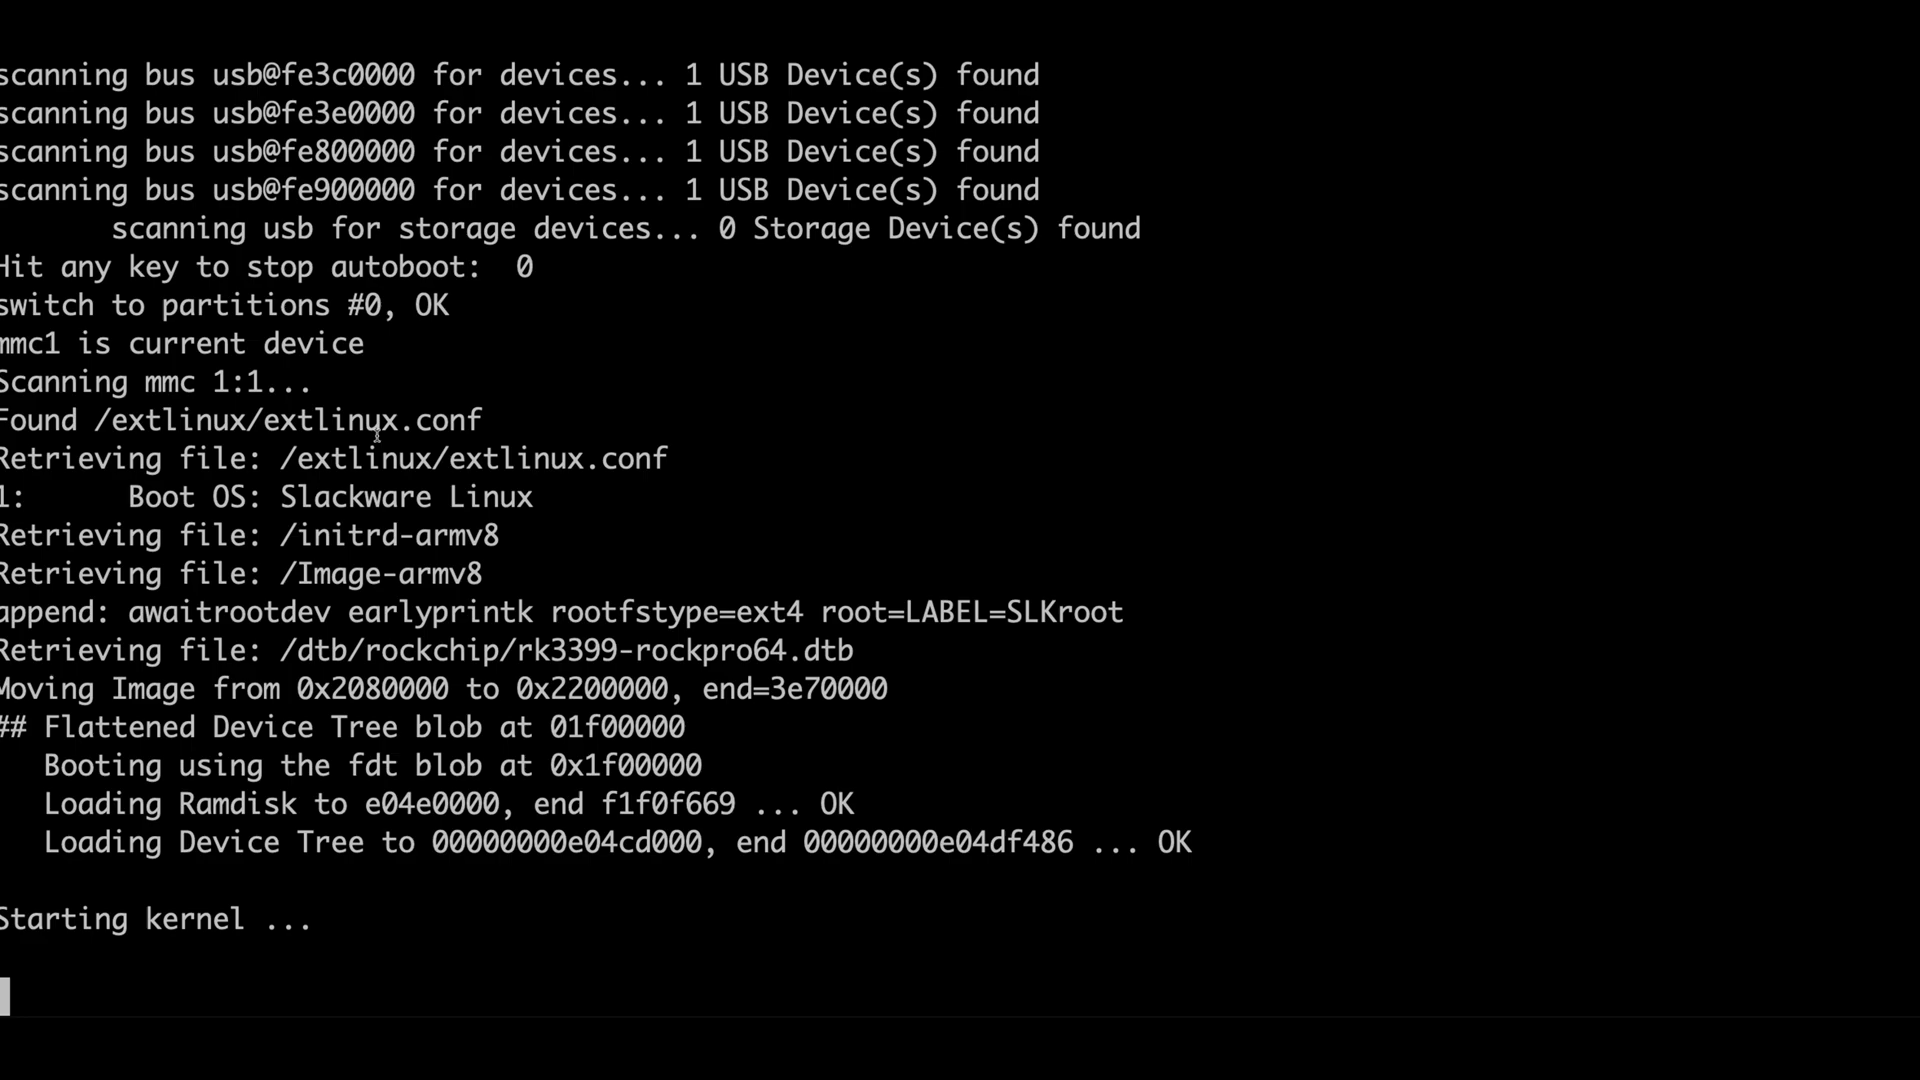 scanning bus usb@fe3c0000 for devices... 1 USB Device(s) found
scanning bus usb@fe3e0000 for devices... 1 USB Device(s) found
scanning bus usb@fe800000 for devices... 1 USB Device(s) found
scanning bus usb@fe900000 for devices... 1 USB Device(s) found
       scanning usb for storage devices... 0 Storage Device(s) found
Hit any key to stop autoboot:  0
switch to partitions #0, OK
mmc1 is current device
Scanning mmc 1:1...
Found /extlinux/extlinux.conf
Retrieving file: /extlinux/extlinux.conf
1:      Boot OS: Slackware Linux
Retrieving file: /initrd-armv8
Retrieving file: /Image-armv8
append: awaitrootdev earlyprintk rootfstype=ext4 root=LABEL=SLKroot
Retrieving file: /dtb/rockchip/rk3399-rockpro64.dtb
Moving Image from 0x2080000 to 0x2200000, end=3e70000
## Flattened Device Tree blob at 01f00000
   Booting using the fdt blob at 0x1f00000
   Loading Ramdisk to e04e0000, end f1f0f669 ... OK
   Loading Device Tree to 00000000e04cd000, end 00000000e04df486 ... OK
Starting kernel ...